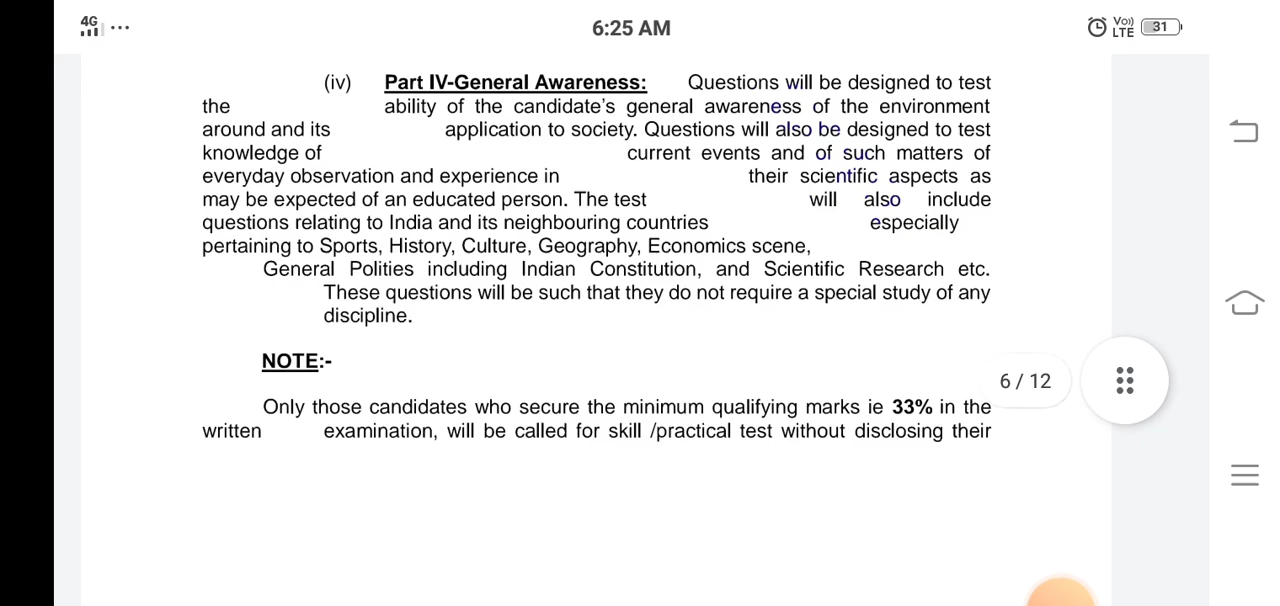 4G ... 6:25 AM Vo)) LTE 31
(iv) Part IV-General Awareness: Questions will be designed to test
the ability of the candidate's general awareness of the environment
around and its application to society. Questions will also be designed to test
knowledge of current events and of such matters of
everyday observation and experience in their scientific aspects as
may be expected of an educated person. The test will also include
questions relating to India and its neighbouring countries especially
pertaining to Sports, History, Culture, Geography, Economics scene,
General Polities including Indian Constitution, and Scientific Research etc.
These questions will be such that they do not require a special study of any
discipline.
NOTE:-
6 / 12
Only those candidates who secure the minimum qualifying marks ie 33% in the
written examination, will be called for skill /practical test without disclosing their